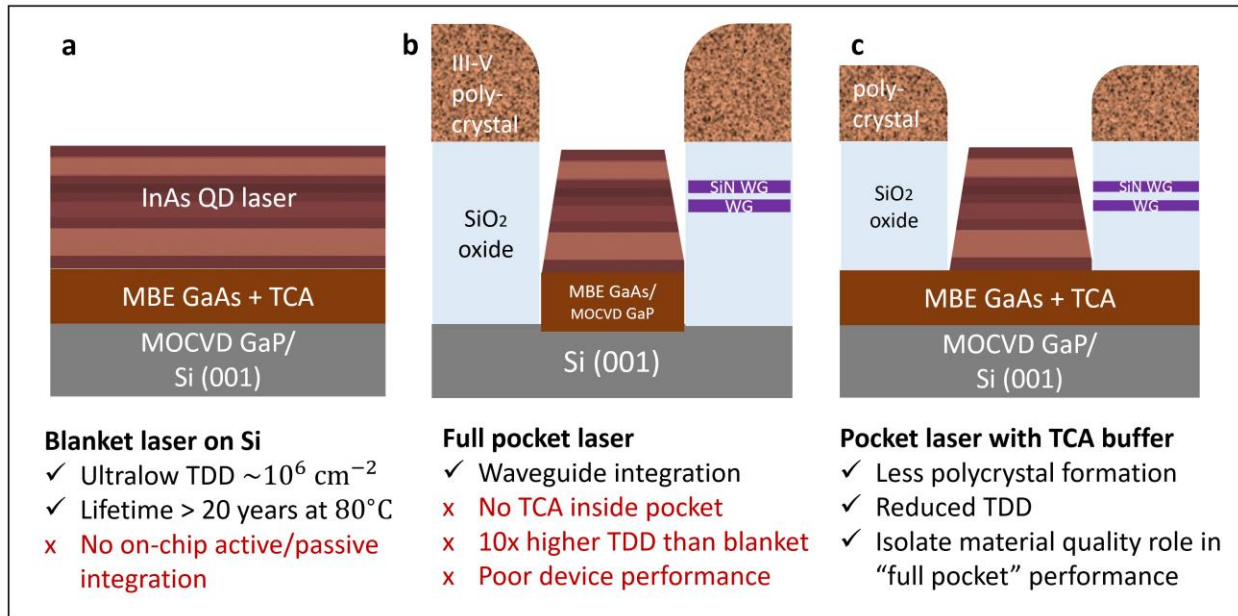 a
InAs QD laser
MBE GaAs + TCA
MOCVD GaP/
Si (001)
Blanket laser on Si
✓ Ultralow TDD ~10⁶ cm⁻²
✓ Lifetime > 20 years at 80°C
x No on-chip active/passive
integration
b
III-V
poly-
crystal
SiO₂
oxide
SiN WG
WG
MBE GaAs/
MOCVD GaP
Si (001)
Full pocket laser
✓ Waveguide integration
x No TCA inside pocket
x 10x higher TDD than blanket
x Poor device performance
c
poly-
crystal
SiO₂
oxide
SiN WG
WG
MBE GaAs + TCA
MOCVD GaP/
Si (001)
Pocket laser with TCA buffer
✓ Less polycrystal formation
✓ Reduced TDD
✓ Isolate material quality role in
“full pocket” performance